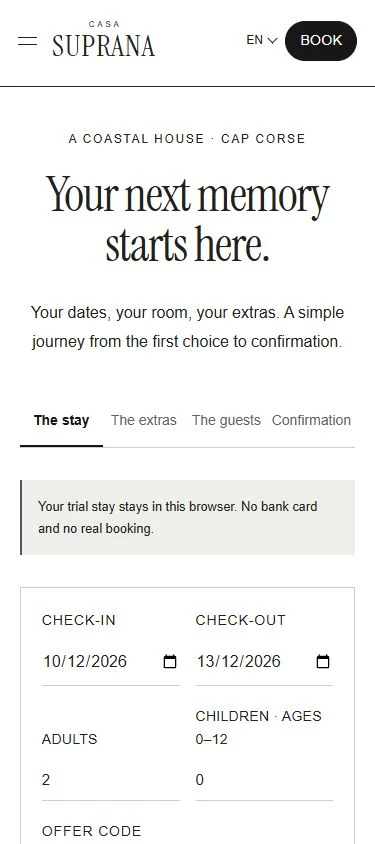 CASA
SUPRANA
EN
BOOK
A COASTAL HOUSE · CAP CORSE
Your next memory
starts here.
Your dates, your room, your extras. A simple
journey from the first choice to confirmation.
The stay
The extras
The guests
Confirmation
Your trial stay stays in this browser. No bank card
and no real booking.
CHECK-IN
CHECK-OUT
10/12/2026
13/12/2026
ADULTS
CHILDREN · AGES
0–12
2
0
OFFER CODE